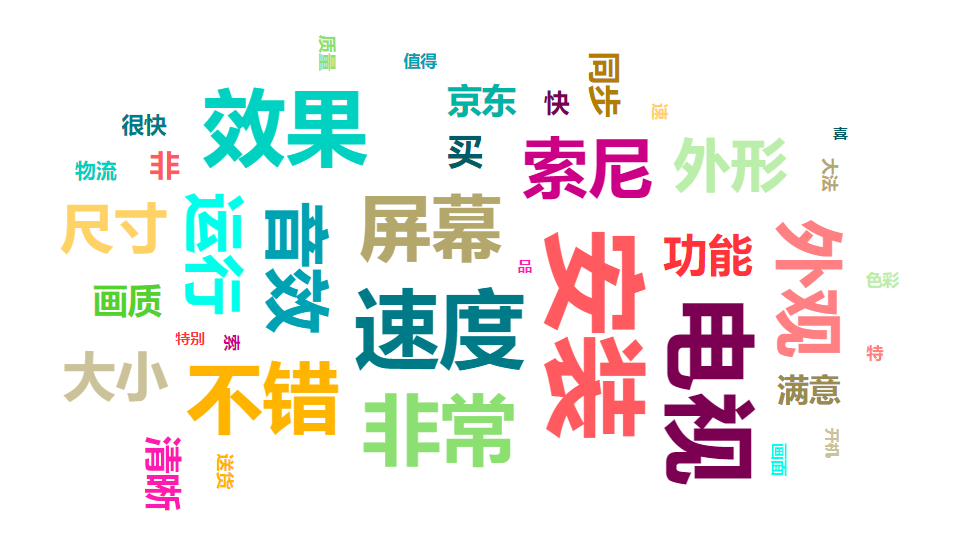 质量
值得
同步
京东
快
速
效果
很快
买
喜
索尼
外形
物流
非
大法
尺寸
运行
音效
屏幕
外观
功能
安装
品
色彩
画质
速度
电视
特别
索
特
大小
不错
满意
非常
清晰
送货
画面
开机